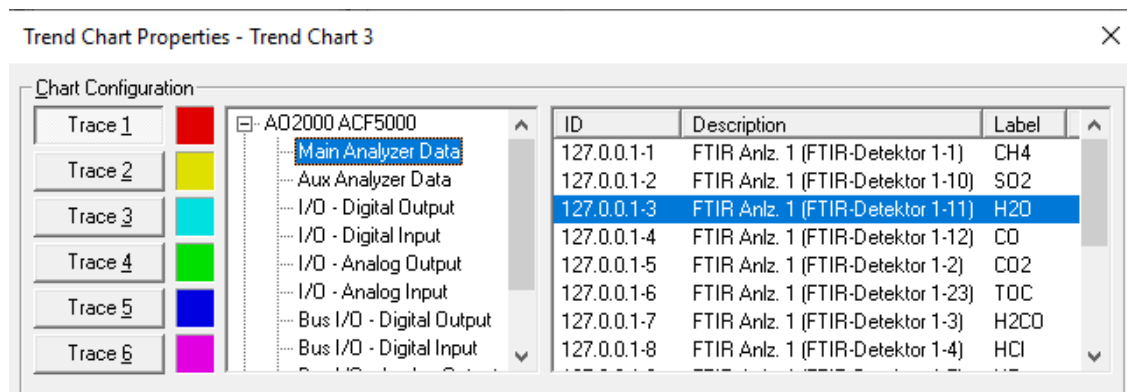 Trend Chart Properties - Trend Chart 3
Chart Configuration
Trace 1
Trace 2
Trace 3
Trace 4
Trace 5
Trace 6
AO2000 ACF5000
Main Analyzer Data
Aux Analyzer Data
I/O - Digital Output
I/O - Digital Input
I/O - Analog Output
I/O - Analog Input
Bus I/O - Digital Output
Bus I/O - Digital Input
ID Description Label
127.0.0.1-1 FTIR Anlz. 1 (FTIR-Detektor 1-1) CH4
127.0.0.1-2 FTIR Anlz. 1 (FTIR-Detektor 1-10) SO2
127.0.0.1-3 FTIR Anlz. 1 (FTIR-Detektor 1-11) H2O
127.0.0.1-4 FTIR Anlz. 1 (FTIR-Detektor 1-12) CO
127.0.0.1-5 FTIR Anlz. 1 (FTIR-Detektor 1-2) CO2
127.0.0.1-6 FTIR Anlz. 1 (FTIR-Detektor 1-23) TOC
127.0.0.1-7 FTIR Anlz. 1 (FTIR-Detektor 1-3) H2CO
127.0.0.1-8 FTIR Anlz. 1 (FTIR-Detektor 1-4) HCl